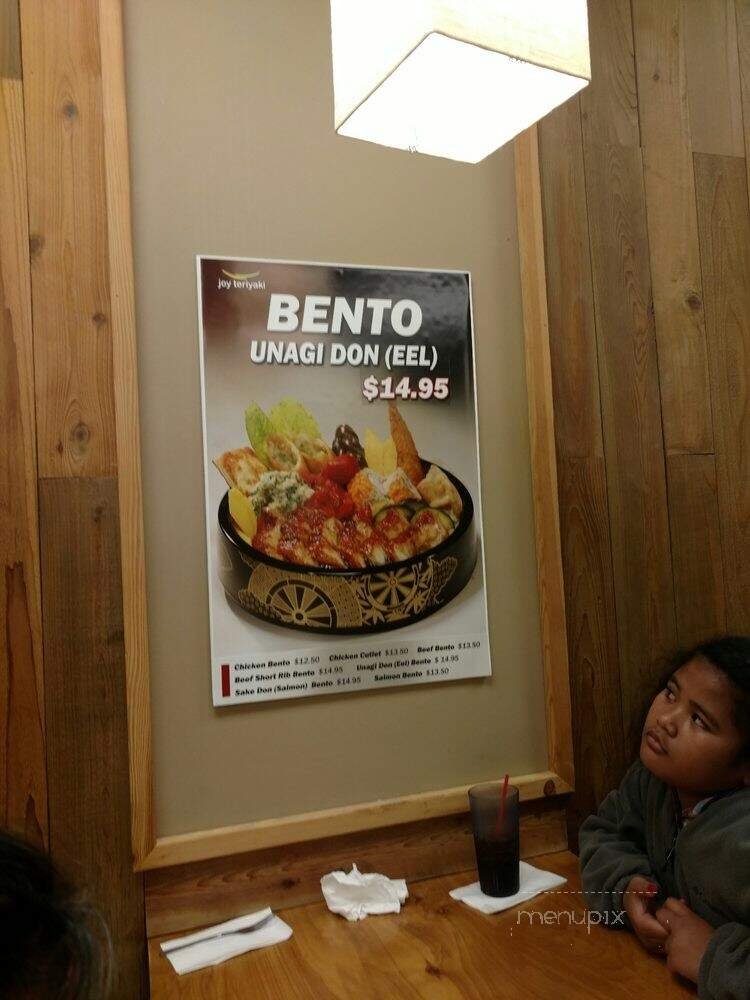 joy teriyaki
BENTO
UNAGI DON (EEL)
$14.95
Chicken Bento $12.50 Chicken Cutlet $13.50 Beef Bento $13.50
Beef Short Rib Bento $14.95 Unagi Don (Eel) Bento $ 14.95
Sake Don (Salmon) Bento $14.95 Salmon Bento $13.50
menupix